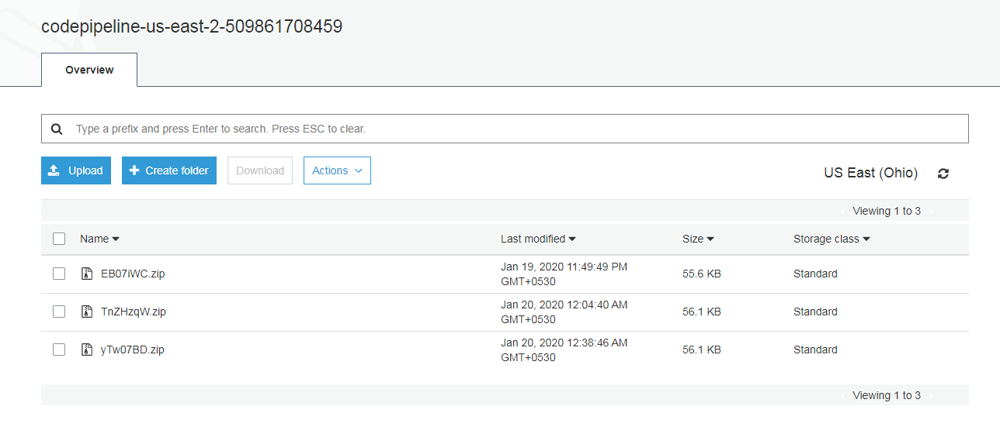 codepipeline-us-east-2-509861708459
Overview
Type a prefix and press Enter to search. Press ESC to clear.
Upload Create folder Download Actions
US East (Ohio)
Viewing 1 to 3
Name Last modified Size Storage class
EB07iWC.zip Jan 19, 2020 11:49:49 PM GMT+0530 55.6 KB Standard
TnZHzqW.zip Jan 20, 2020 12:04:40 AM GMT+0530 56.1 KB Standard
yTw07BD.zip Jan 20, 2020 12:38:46 AM GMT+0530 56.1 KB Standard
Viewing 1 to 3